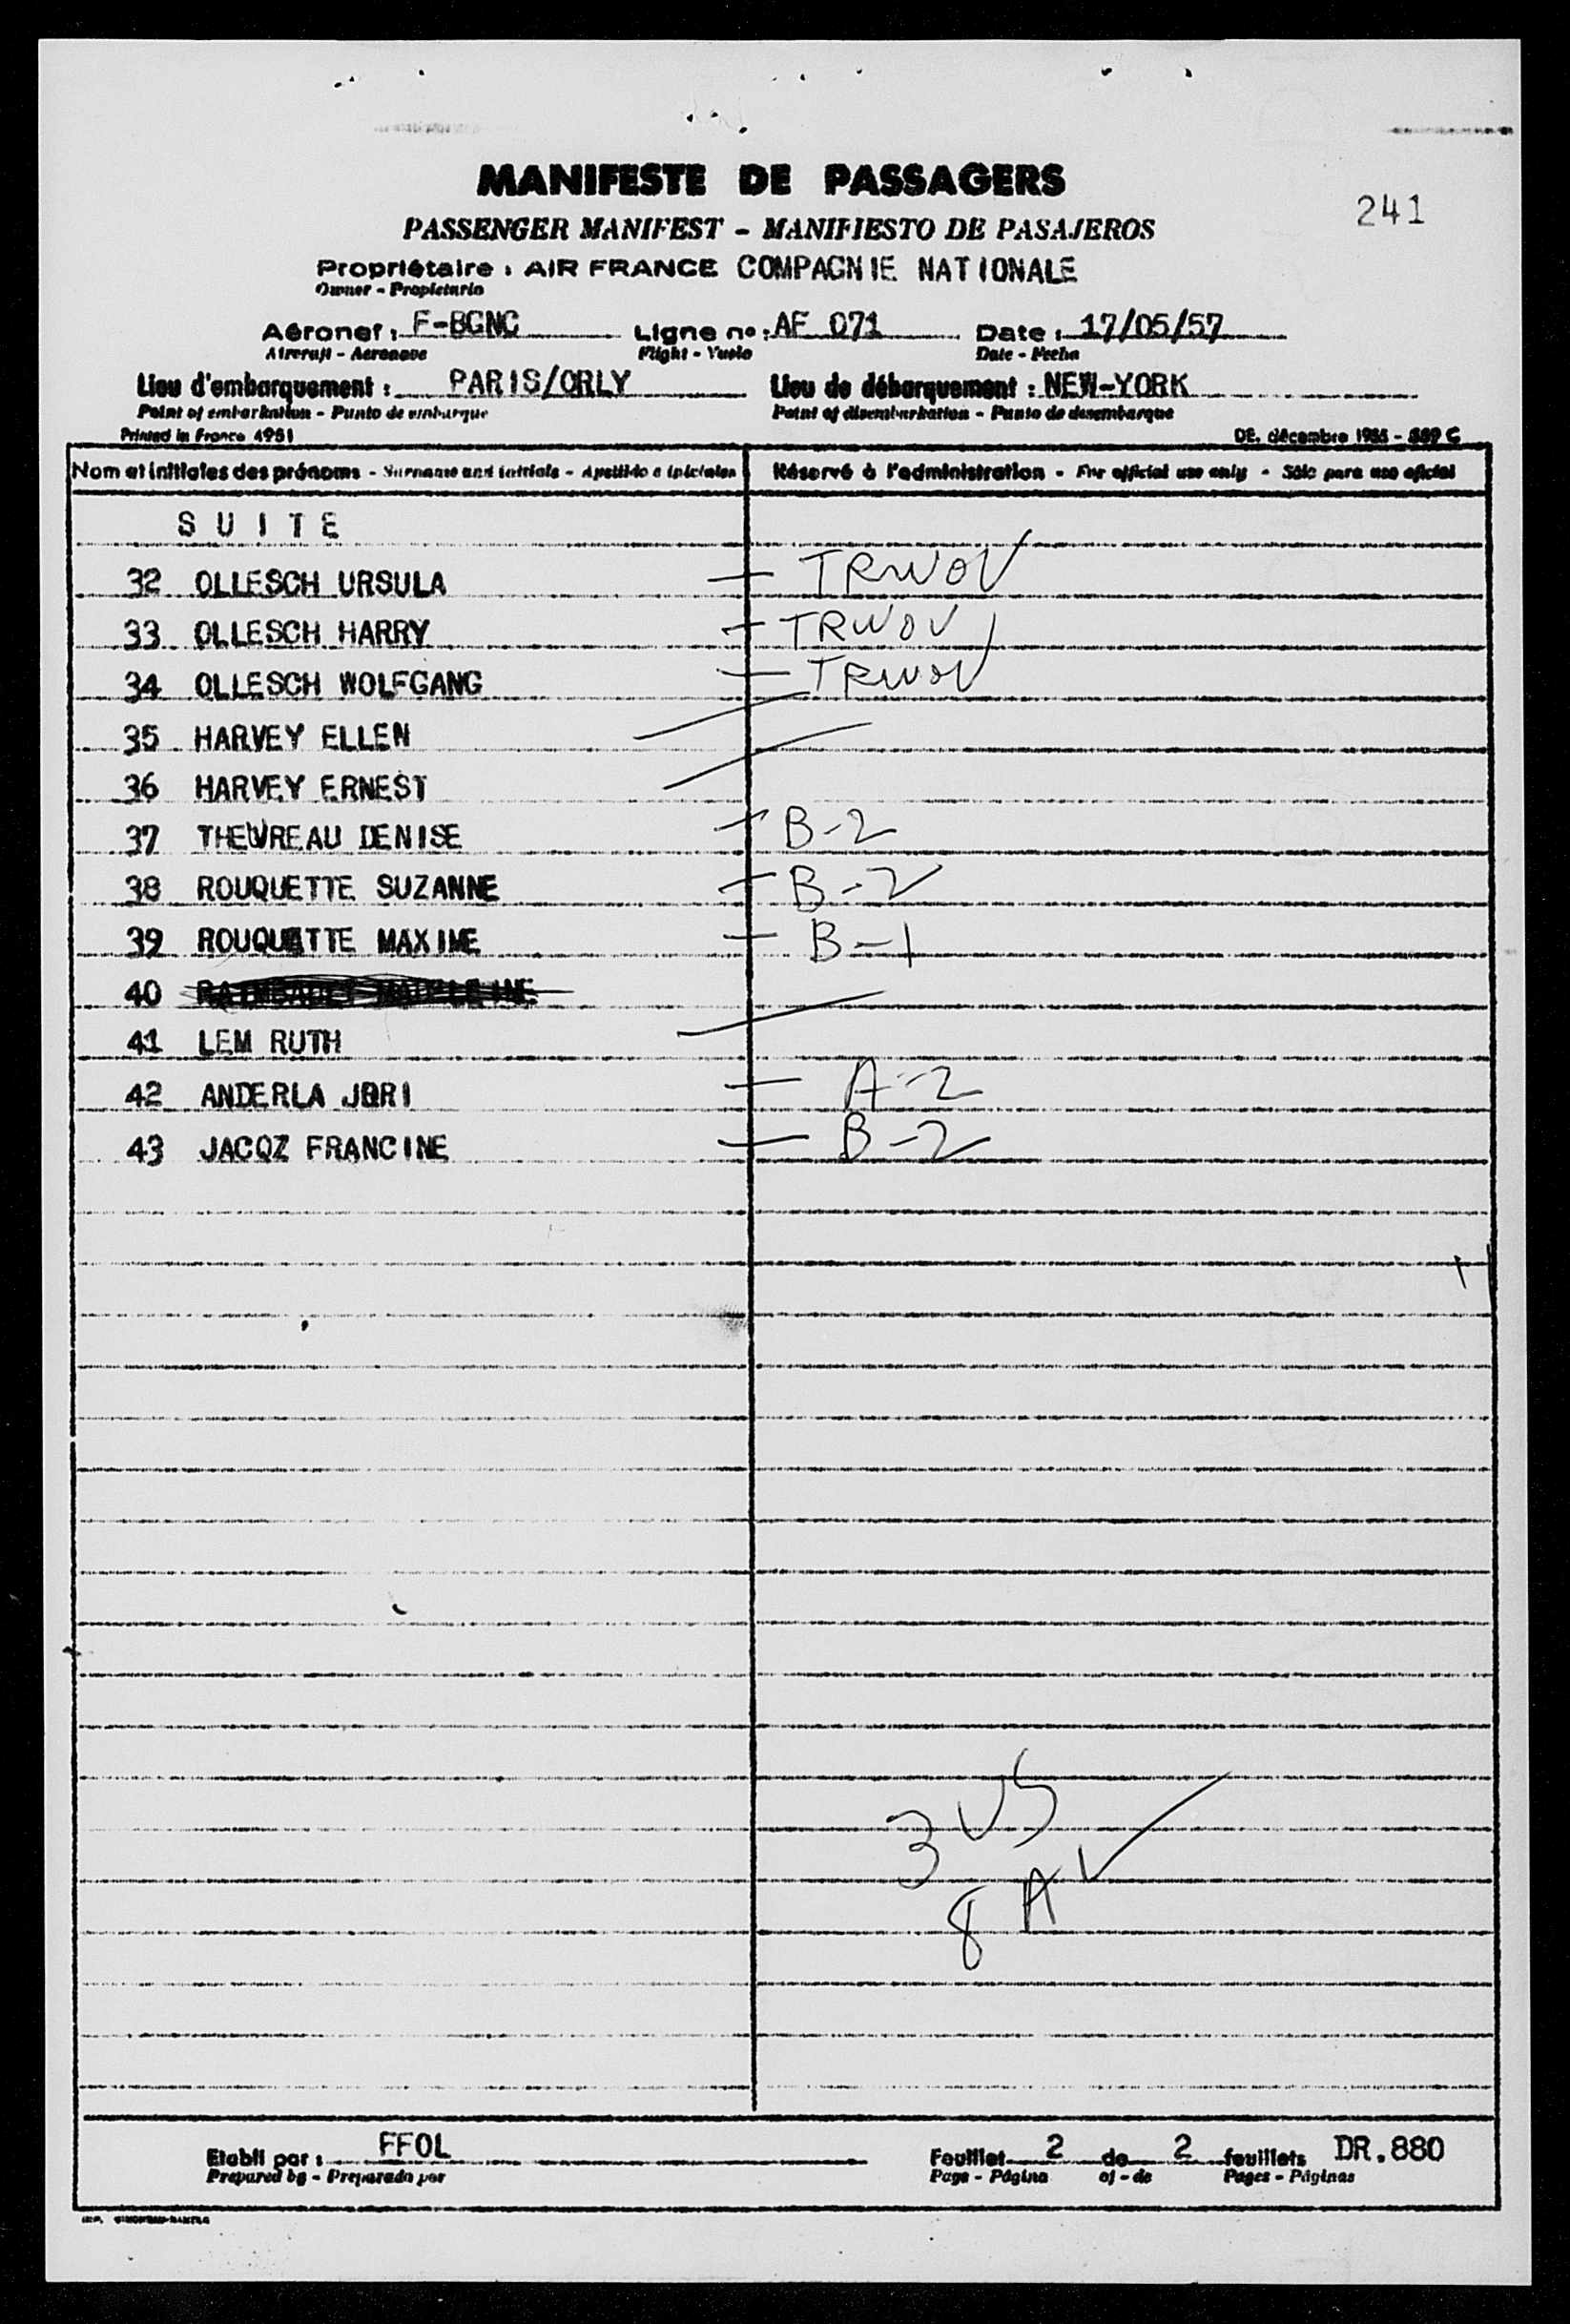 MANIFESTE DE PASSAGERS
241
PASSENGER MANIFEST - MANIFIESTO DE PASAJEROS
Propriétaire : AIR FRANCE COMPAGNIE NATIONALE
Owner - Propietario
Aéronef : F-BGNC Ligne nº : AF 071 Date : 17/05/57
Aircraft - Aeronave Flight - Vuelo Date - Fecha
Lieu d'embarquement : PARIS/ORLY Lieu de débarquement : NEW-YORK
Point of embarkation - Punto de embarque Point of disembarkation - Punto de desembarque
Printed in France 4951 DE. décembre 1955 - 889 C
Nom et initiales des prénoms - Surname and initials - Apellido e iniciales Réservé à l'administration - For official use only - Sólo para uso oficial
SUITE
32 OLLESCH URSULA — TRWOV
33 OLLESCH HARRY — TRWOV
34 OLLESCH WOLFGANG — TRWOV
35 HARVEY ELLEN
36 HARVEY ERNEST
37 THEUVREAU DENISE — B-2
38 ROUQUETTE SUZANNE — B-2
39 ROUQUETTE MAXIME — B-1
40
41 LEM RUTH
42 ANDERLA JORI — A-2
43 JACQZ FRANCINE — B-2
3 US
8 A ✓
Etabli par : FFOL Feuillet 2 de 2 feuillets DR.880
Prepared by - Preparado por Page - Página of - de Pages - Páginas